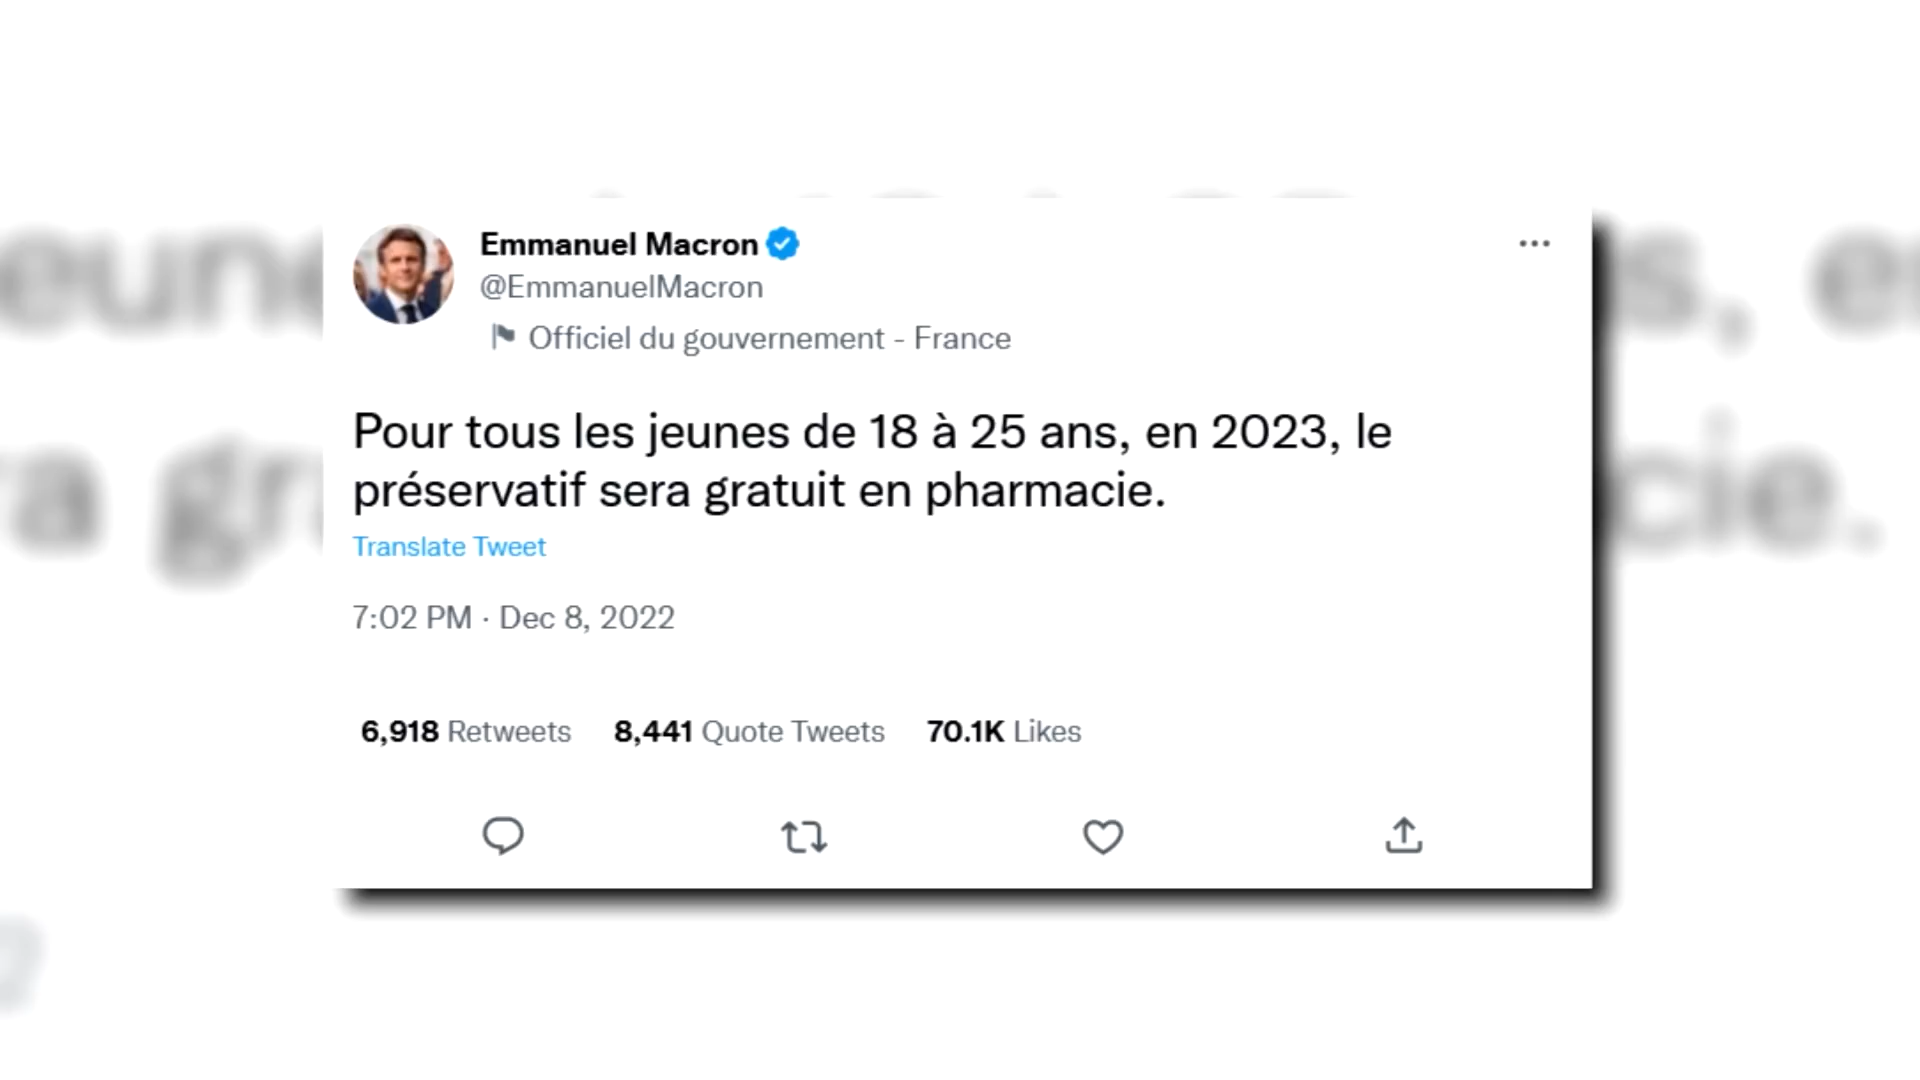 Emmanuel Macron
@EmmanuelMacron
Officiel du gouvernement - France
Pour tous les jeunes de 18 à 25 ans, en 2023, le
préservatif sera gratuit en pharmacie.
Translate Tweet
7:02 PM · Dec 8, 2022
6,918 Retweets 8,441 Quote Tweets 70.1K Likes